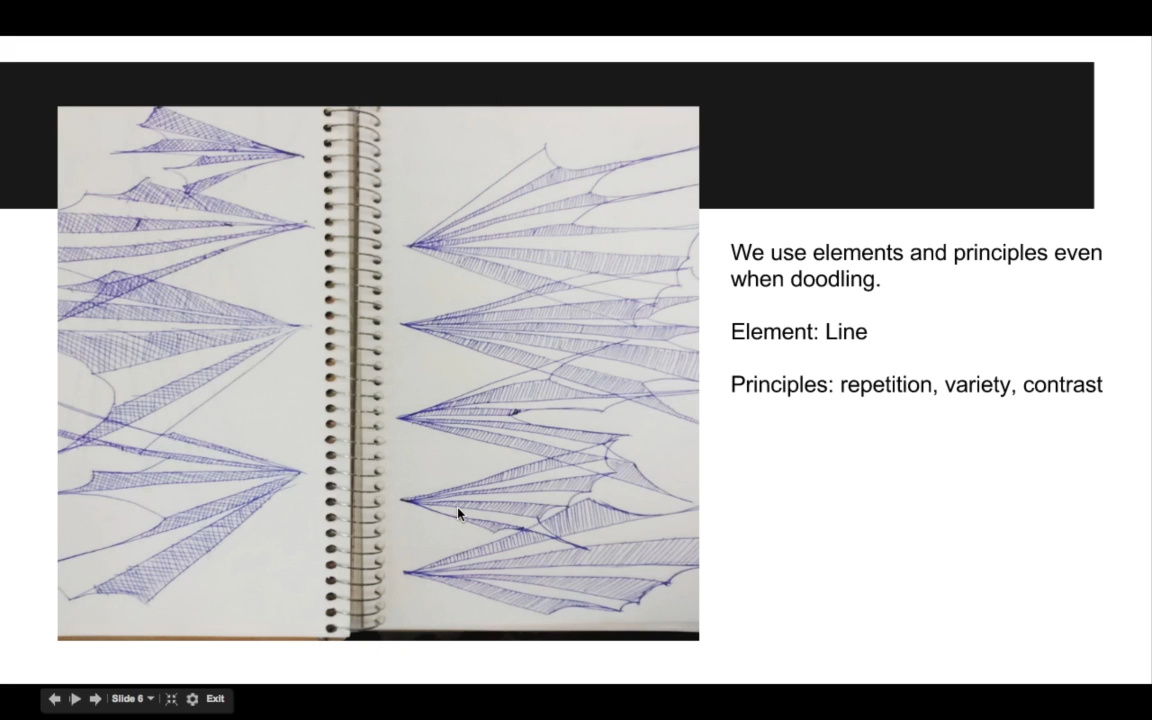 We use elements and principles even
when doodling.
Element: Line
Principles: repetition, variety, contrast
Slide 6
Exit